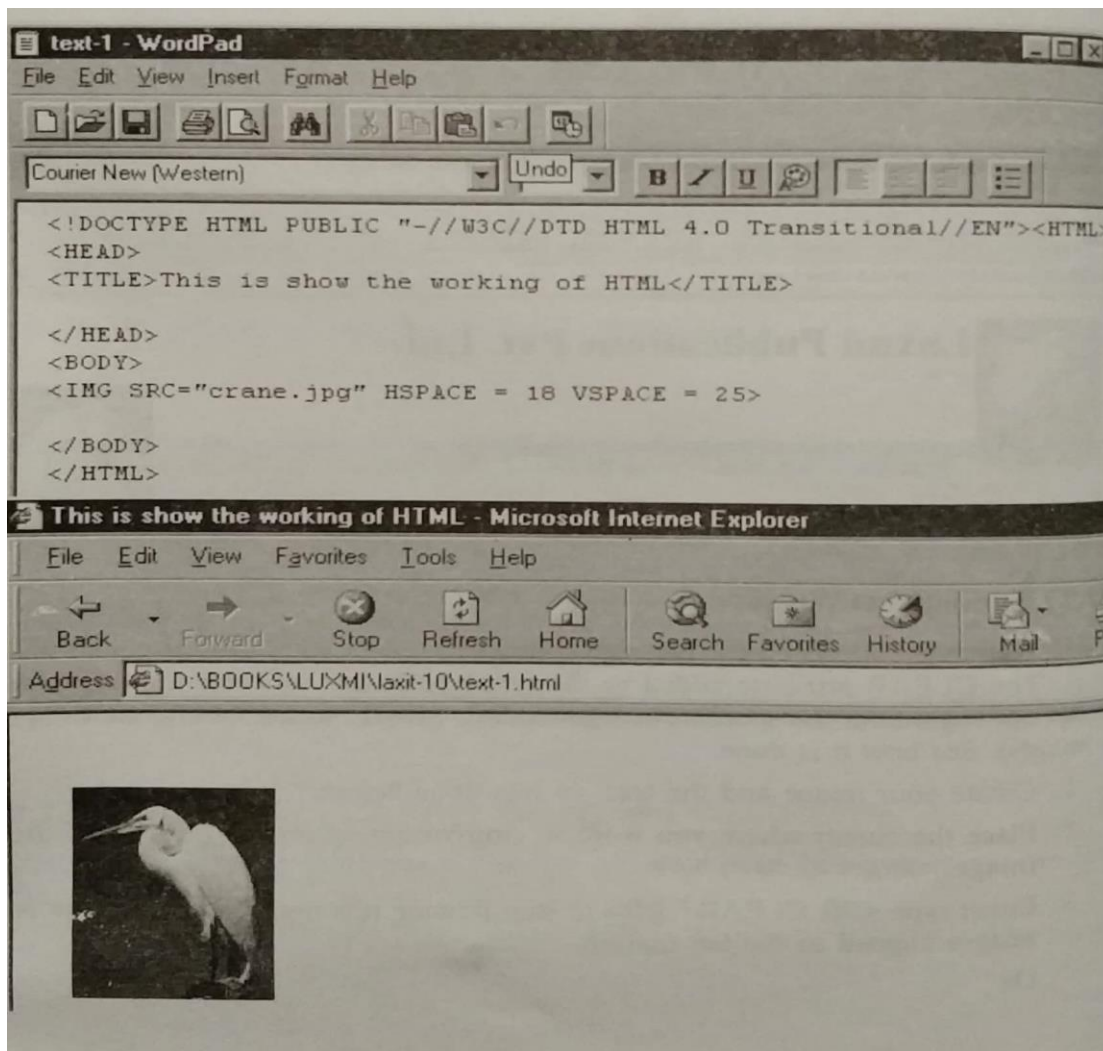 text-1 - WordPad
File Edit View Insert Format Help
Courier New (Western)
Undo
B I U
<!DOCTYPE HTML PUBLIC "-//W3C//DTD HTML 4.0 Transitional//EN"><HTML>
<HEAD>
<TITLE>This is show the working of HTML</TITLE>
</HEAD>
<BODY>
<IMG SRC="crane.jpg" HSPACE = 18 VSPACE = 25>
</BODY>
</HTML>
This is show the working of HTML - Microsoft Internet Explorer
File Edit View Favorites Tools Help
Back Forward Stop Refresh Home Search Favorites History Mail
Address D:\BOOKS\LUXMI\laxit-10\text-1.html